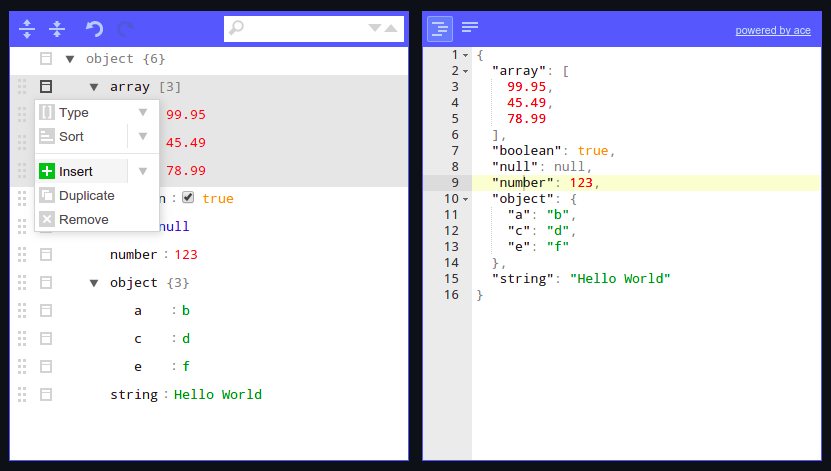 object {6}
array [3]
Type
99.95
Sort
45.49
Insert
78.99
Duplicate
n : true
Remove
null
number : 123
object {3}
a : b
c : d
e : f
string : Hello World
powered by ace
1 {
2 "array": [
3 99.95,
4 45.49,
5 78.99
6 ],
7 "boolean": true,
8 "null": null,
9 "number": 123,
10 "object": {
11 "a": "b",
12 "c": "d",
13 "e": "f"
14 },
15 "string": "Hello World"
16 }